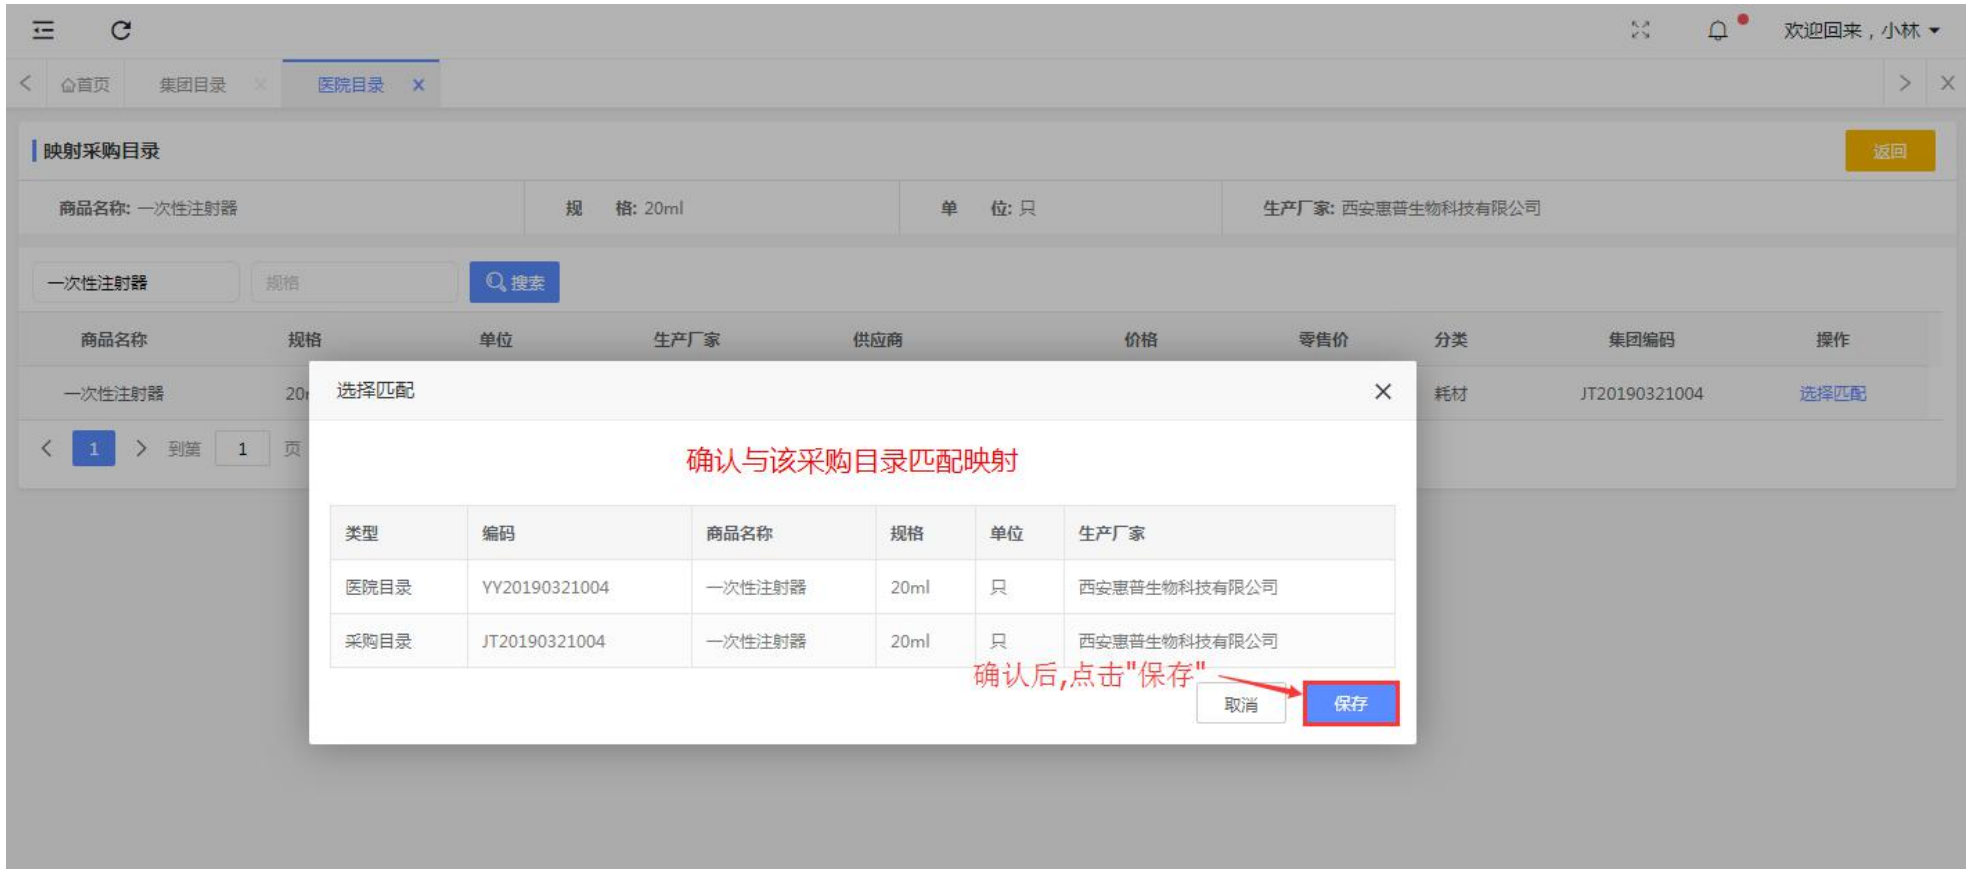 欢迎回来，小林
首页 集团目录 医院目录
映射采购目录 返回
商品名称: 一次性注射器 规 格: 20ml 单 位: 只 生产厂家: 西安惠普生物科技有限公司
一次性注射器 规格 搜索
商品名称 规格 单位 生产厂家 供应商 价格 零售价 分类 集团编码 操作
一次性注射器 耗材 JT20190321004 选择匹配
1 到第 1 页
选择匹配
确认与该采购目录匹配映射
类型 编码 商品名称 规格 单位 生产厂家
医院目录 YY20190321004 一次性注射器 20ml 只 西安惠普生物科技有限公司
采购目录 JT20190321004 一次性注射器 20ml 只 西安惠普生物科技有限公司
确认后,点击"保存"
取消 保存